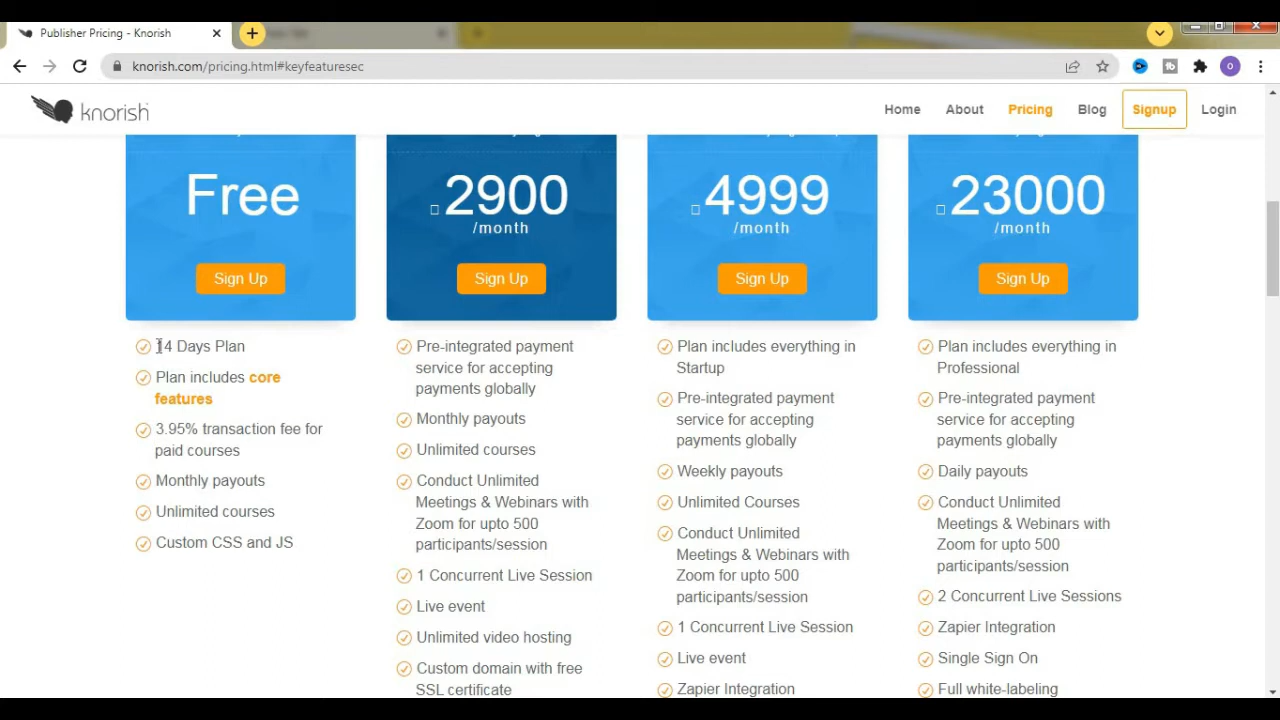 Publisher Pricing - Knorish
knorish.com/pricing.html#keyfeaturesec
knorish
Home
About
Pricing
Blog
Signup
Login
Free
Sign Up
14 Days Plan
Plan includes core
features
3.95% transaction fee for
paid courses
Monthly payouts
Unlimited courses
Custom CSS and JS
2900
/month
Sign Up
Pre-integrated payment
service for accepting
payments globally
Monthly payouts
Unlimited courses
Conduct Unlimited
Meetings & Webinars with
Zoom for upto 500
participants/session
1 Concurrent Live Session
Live event
Unlimited video hosting
Custom domain with free
SSL certificate
4999
/month
Sign Up
Plan includes everything in
Startup
Pre-integrated payment
service for accepting
payments globally
Weekly payouts
Unlimited Courses
Conduct Unlimited
Meetings & Webinars with
Zoom for upto 500
participants/session
1 Concurrent Live Session
Live event
Zapier Integration
23000
/month
Sign Up
Plan includes everything in
Professional
Pre-integrated payment
service for accepting
payments globally
Daily payouts
Conduct Unlimited
Meetings & Webinars with
Zoom for upto 500
participants/session
2 Concurrent Live Sessions
Zapier Integration
Single Sign On
Full white-labeling